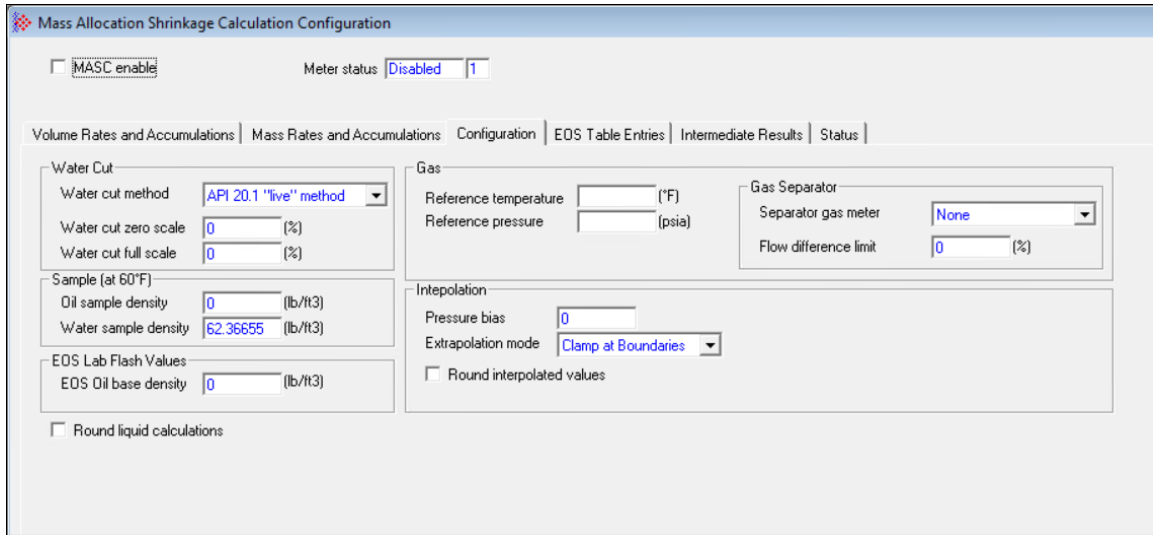 Mass Allocation Shrinkage Calculation Configuration
MASC enable
Meter status Disabled 1
Volume Rates and Accumulations Mass Rates and Accumulations Configuration EOS Table Entries Intermediate Results Status
Water Cut
Water cut method API 20.1 "live" method
Water cut zero scale 0 (%)
Water cut full scale 0 (%)
Sample (at 60°F)
Oil sample density 0 (lb/ft3)
Water sample density 62.36655 (lb/ft3)
EOS Lab Flash Values
EOS Oil base density 0 (lb/ft3)
Round liquid calculations
Gas
Reference temperature (°F)
Reference pressure (psia)
Gas Separator
Separator gas meter None
Flow difference limit 0 (%)
Intepolation
Pressure bias 0
Extrapolation mode Clamp at Boundaries
Round interpolated values